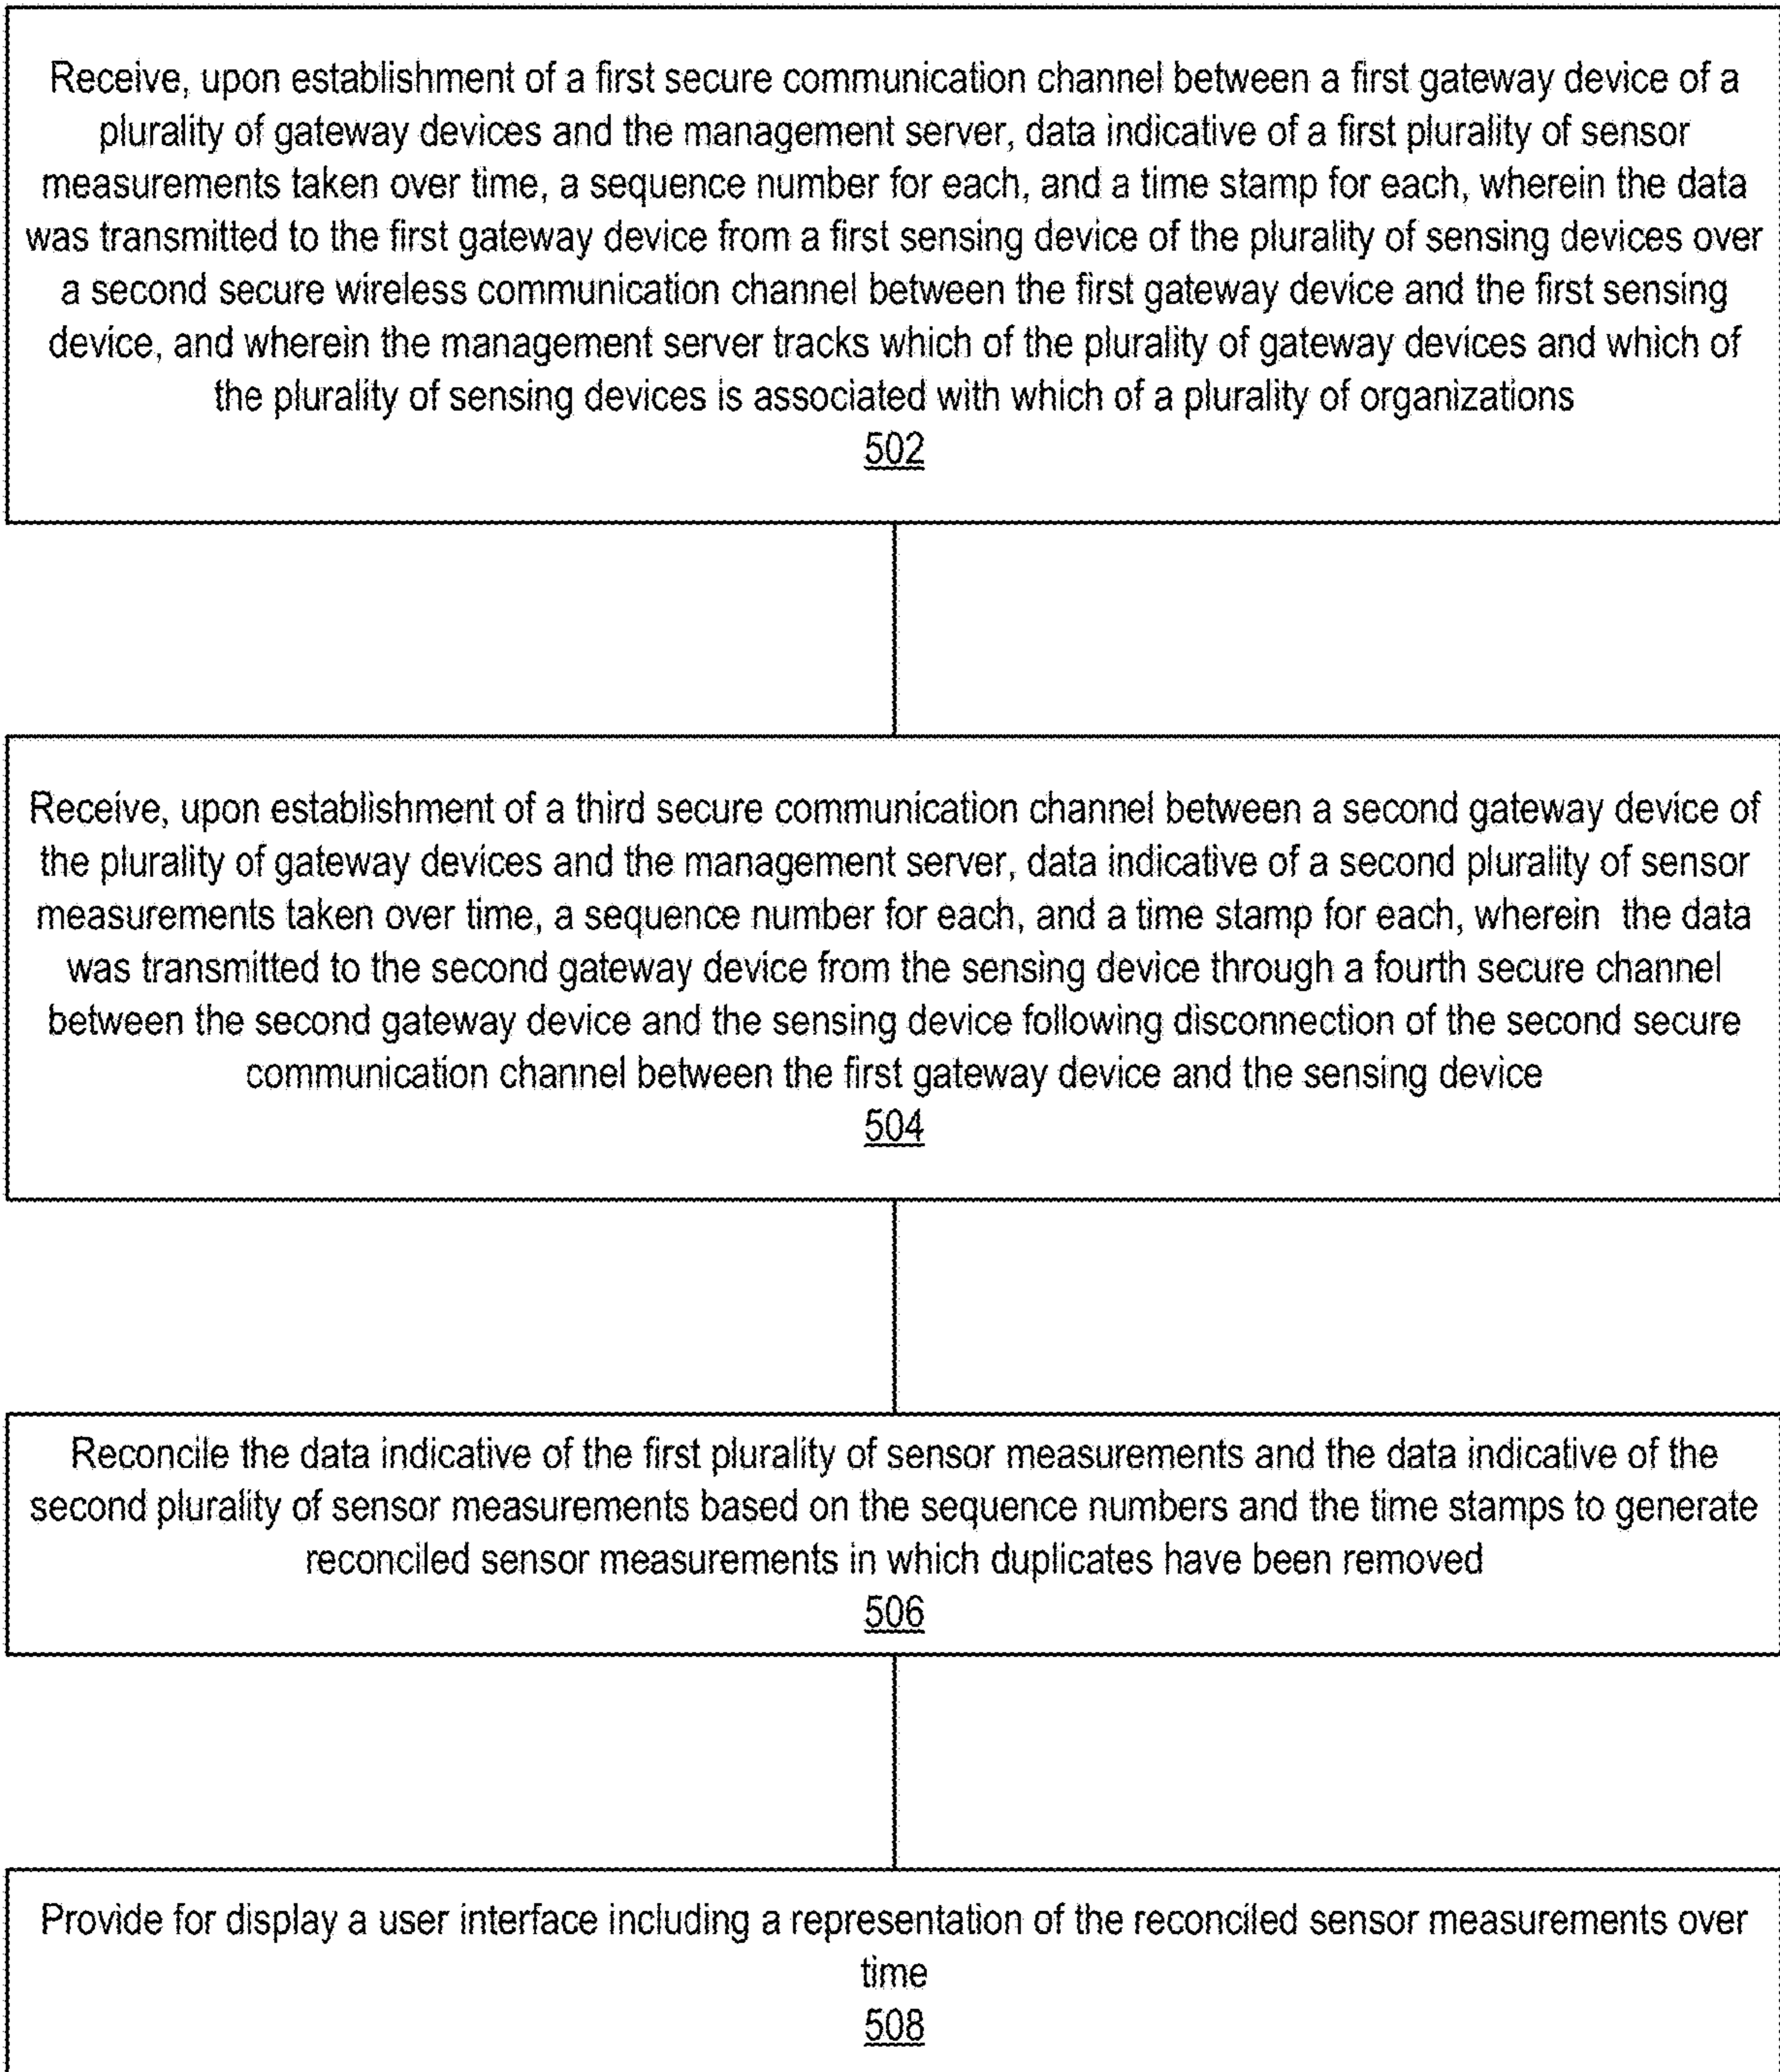 Receive, upon establishment of a first secure communication channel between a first gateway device of a
plurality of gateway devices and the management server, data indicative of a first plurality of sensor
measurements taken over time, a sequence number for each, and a time stamp for each, wherein the data
was transmitted to the first gateway device from a first sensing device of the plurality of sensing devices over
a second secure wireless communication channel between the first gateway device and the first sensing
device, and wherein the management server tracks which of the plurality of gateway devices and which of
the plurality of sensing devices is associated with which of a plurality of organizations
502
Receive, upon establishment of a third secure communication channel between a second gateway device of
the plurality of gateway devices and the management server, data indicative of a second plurality of sensor
measurements taken over time, a sequence number for each, and a time stamp for each, wherein the data
was transmitted to the second gateway device from the sensing device through a fourth secure channel
between the second gateway device and the sensing device following disconnection of the second secure
communication channel between the first gateway device and the sensing device
504
Reconcile the data indicative of the first plurality of sensor measurements and the data indicative of the
second plurality of sensor measurements based on the sequence numbers and the time stamps to generate
reconciled sensor measurements in which duplicates have been removed
506
Provide for display a user interface including a representation of the reconciled sensor measurements over
time
508